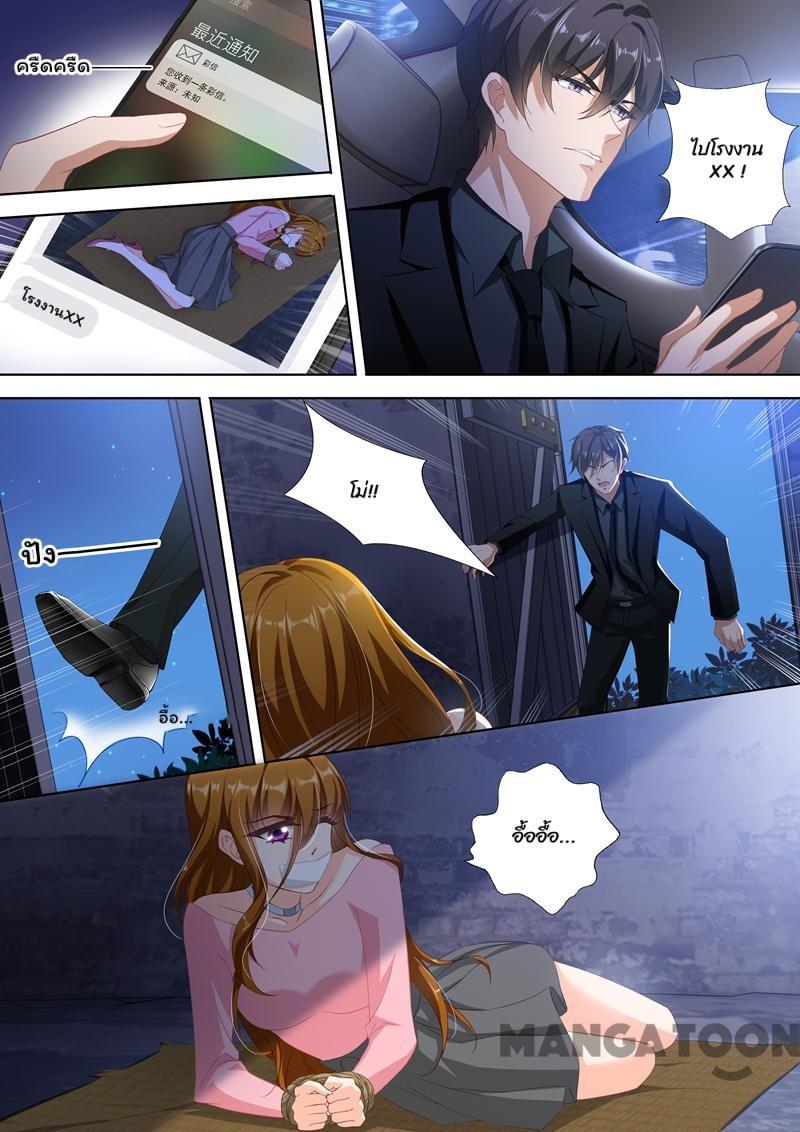 搜索
最近通知
彩信
您收到一条彩信。
来源：未知
ครืดครืด
ไปโรงงาน
XX !
โรงงานXX
ปัง
โม่!!
อื้อ...
อื้ออื้อ...
MANGATOON